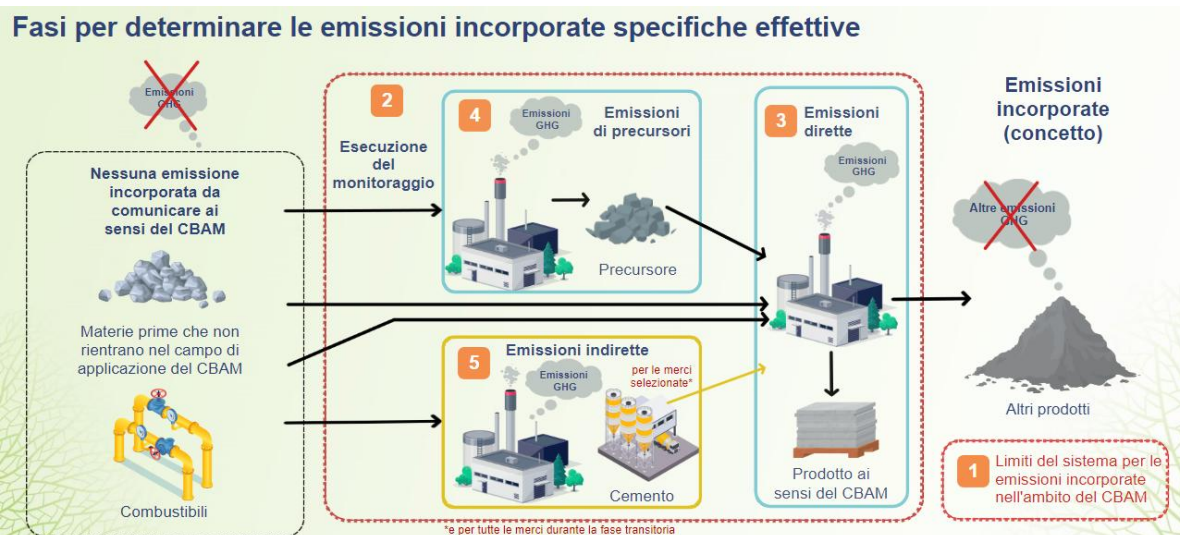 Fasi per determinare le emissioni incorporate specifiche effettive
Emissioni
GHG
Nessuna emissione
incorporata da
comunicare ai
sensi del CBAM
Materie prime che non
rientrano nel campo di
applicazione del CBAM
Combustibili
2
Esecuzione
del
monitoraggio
4
Emissioni
GHG
Emissioni
di precursori
Precursore
5
Emissioni indirette
Emissioni
GHG
per le merci
selezionate*
Cemento
3
Emissioni
dirette
Emissioni
GHG
Prodotto ai
sensi del CBAM
*e per tutte le merci durante la fase transitoria
Emissioni
incorporate
(concetto)
Altre emissioni
GHG
Altri prodotti
1
Limiti del sistema per le
emissioni incorporate
nell'ambito del CBAM